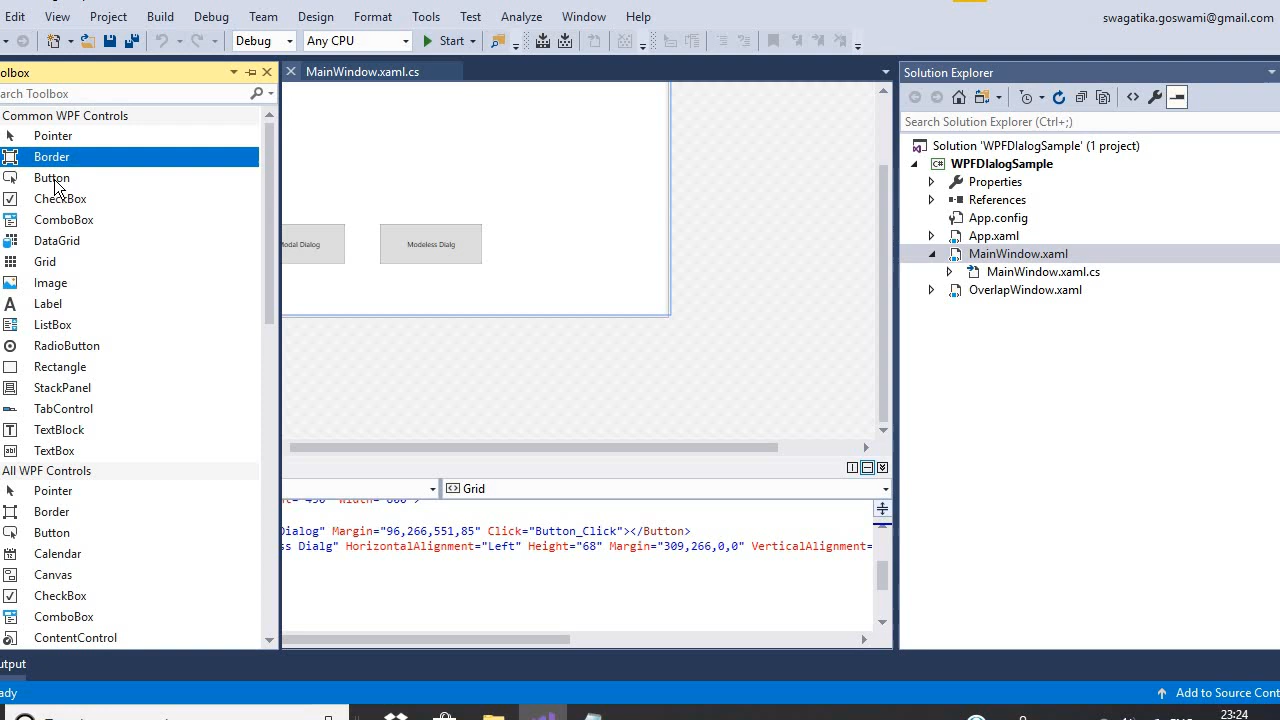 Edit View Project Build Debug Team Design Format Tools Test Analyze Window Help
swagatika.goswami@gmail.com
Debug Any CPU Start
olbox
arch Toolbox
Common WPF Controls
Pointer
Border
Button
CheckBox
ComboBox
DataGrid
Grid
Image
Label
ListBox
RadioButton
Rectangle
StackPanel
TabControl
TextBlock
TextBox
All WPF Controls
Pointer
Border
Button
Calendar
Canvas
CheckBox
ComboBox
ContentControl
MainWindow.xaml.cs
Modal Dialog
Modeless Dialg
Grid
Dialog" Margin="96,266,551,85" Click="Button_Click"></Button>
ss Dialg" HorizontalAlignment="Left" Height="68" Margin="309,266,0,0" VerticalAlignment=
Solution Explorer
Search Solution Explorer (Ctrl+;)
Solution 'WPFDIalogSample' (1 project)
WPFDIalogSample
Properties
References
App.config
App.xaml
MainWindow.xaml
MainWindow.xaml.cs
OverlapWindow.xaml
utput
ady
Add to Source Cont
23:24